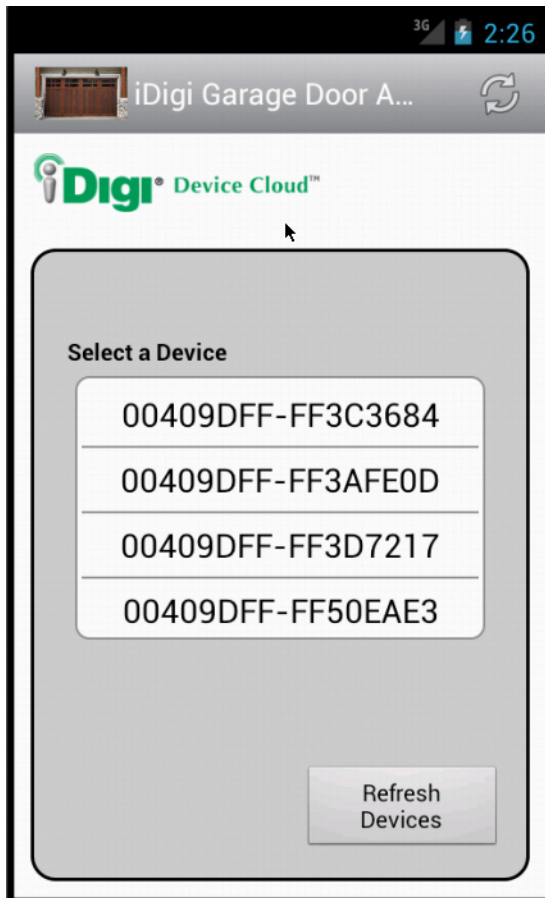 3G 2:26
iDigi Garage Door A...
iDigi® Device Cloud™
Select a Device
00409DFF-FF3C3684
00409DFF-FF3AFE0D
00409DFF-FF3D7217
00409DFF-FF50EAE3
Refresh
Devices